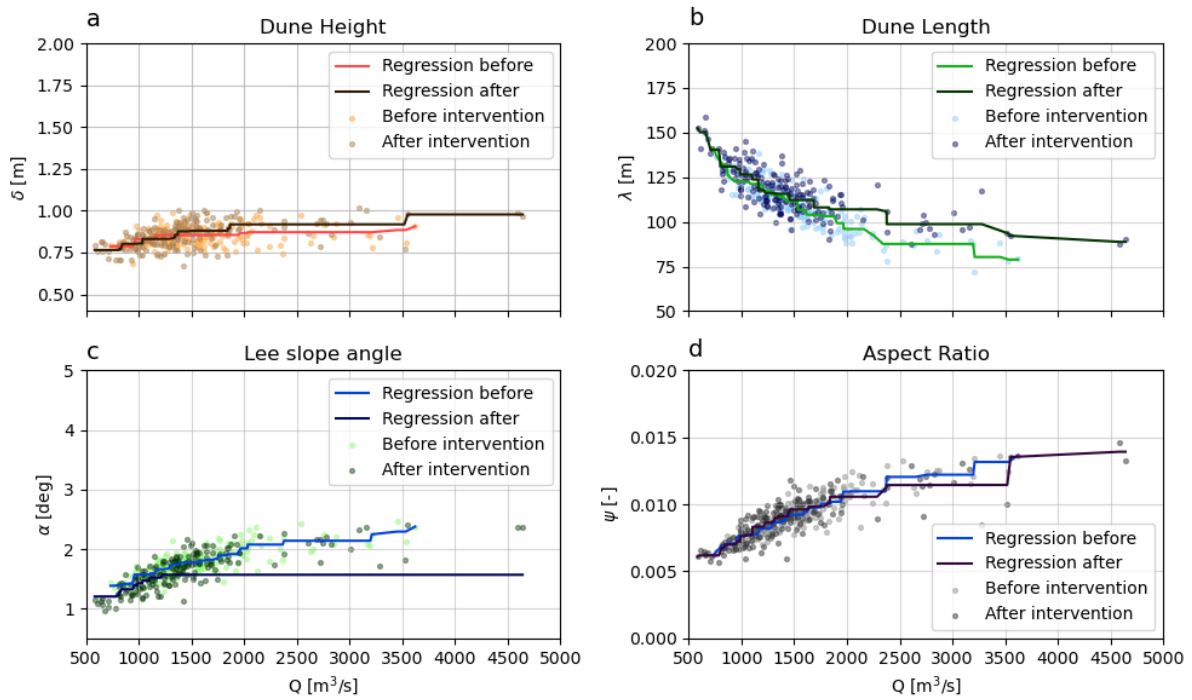 a
Dune Height
2.00
1.75
1.50
1.25
1.00
0.75
0.50
δ [m]
Regression before
Regression after
Before intervention
After intervention
b
Dune Length
200
175
150
125
100
75
50
λ [m]
Regression before
Regression after
Before intervention
After intervention
c
Lee slope angle
5
4
3
2
1
α [deg]
Regression before
Regression after
Before intervention
After intervention
500 1000 1500 2000 2500 3000 3500 4000 4500 5000
Q [m³/s]
d
Aspect Ratio
0.020
0.015
0.010
0.005
0.000
ψ [-]
Regression before
Regression after
Before intervention
After intervention
500 1000 1500 2000 2500 3000 3500 4000 4500 5000
Q [m³/s]